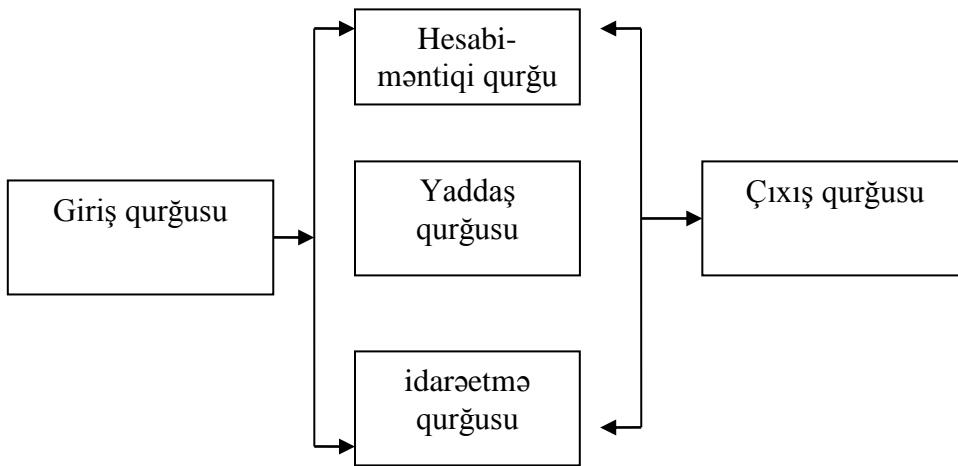 Hesabi-
məntiqi qurğu
Giriş qurğusu
Yaddaş
qurğusu
Çıxış qurğusu
idarəetmə
qurğusu